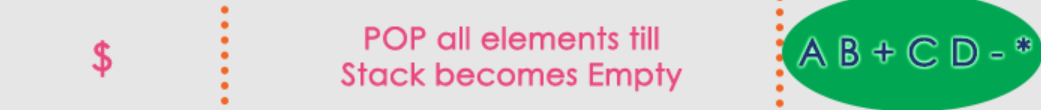 $
POP all elements till
Stack becomes Empty
A B + C D - *